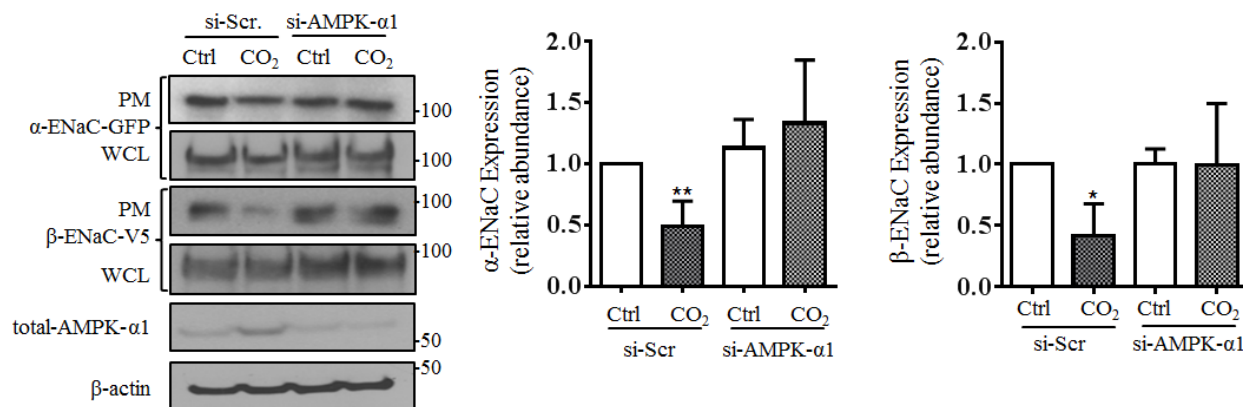 si-Scr. si-AMPK-α1
Ctrl CO₂ Ctrl CO₂
PM
100
α-ENaC-GFP
WCL
100
PM
100
β-ENaC-V5
100
WCL
total-AMPK-α1
50
50
β-actin
α-ENaC Expression
(relative abundance)
2.0
1.5
1.0
0.5
0.0
**
Ctrl CO₂ Ctrl CO₂
si-Scr si-AMPK-α1
β-ENaC Expression
(relative abundance)
2.0
1.5
1.0
0.5
0.0
*
Ctrl CO₂ Ctrl CO₂
si-Scr si-AMPK-α1